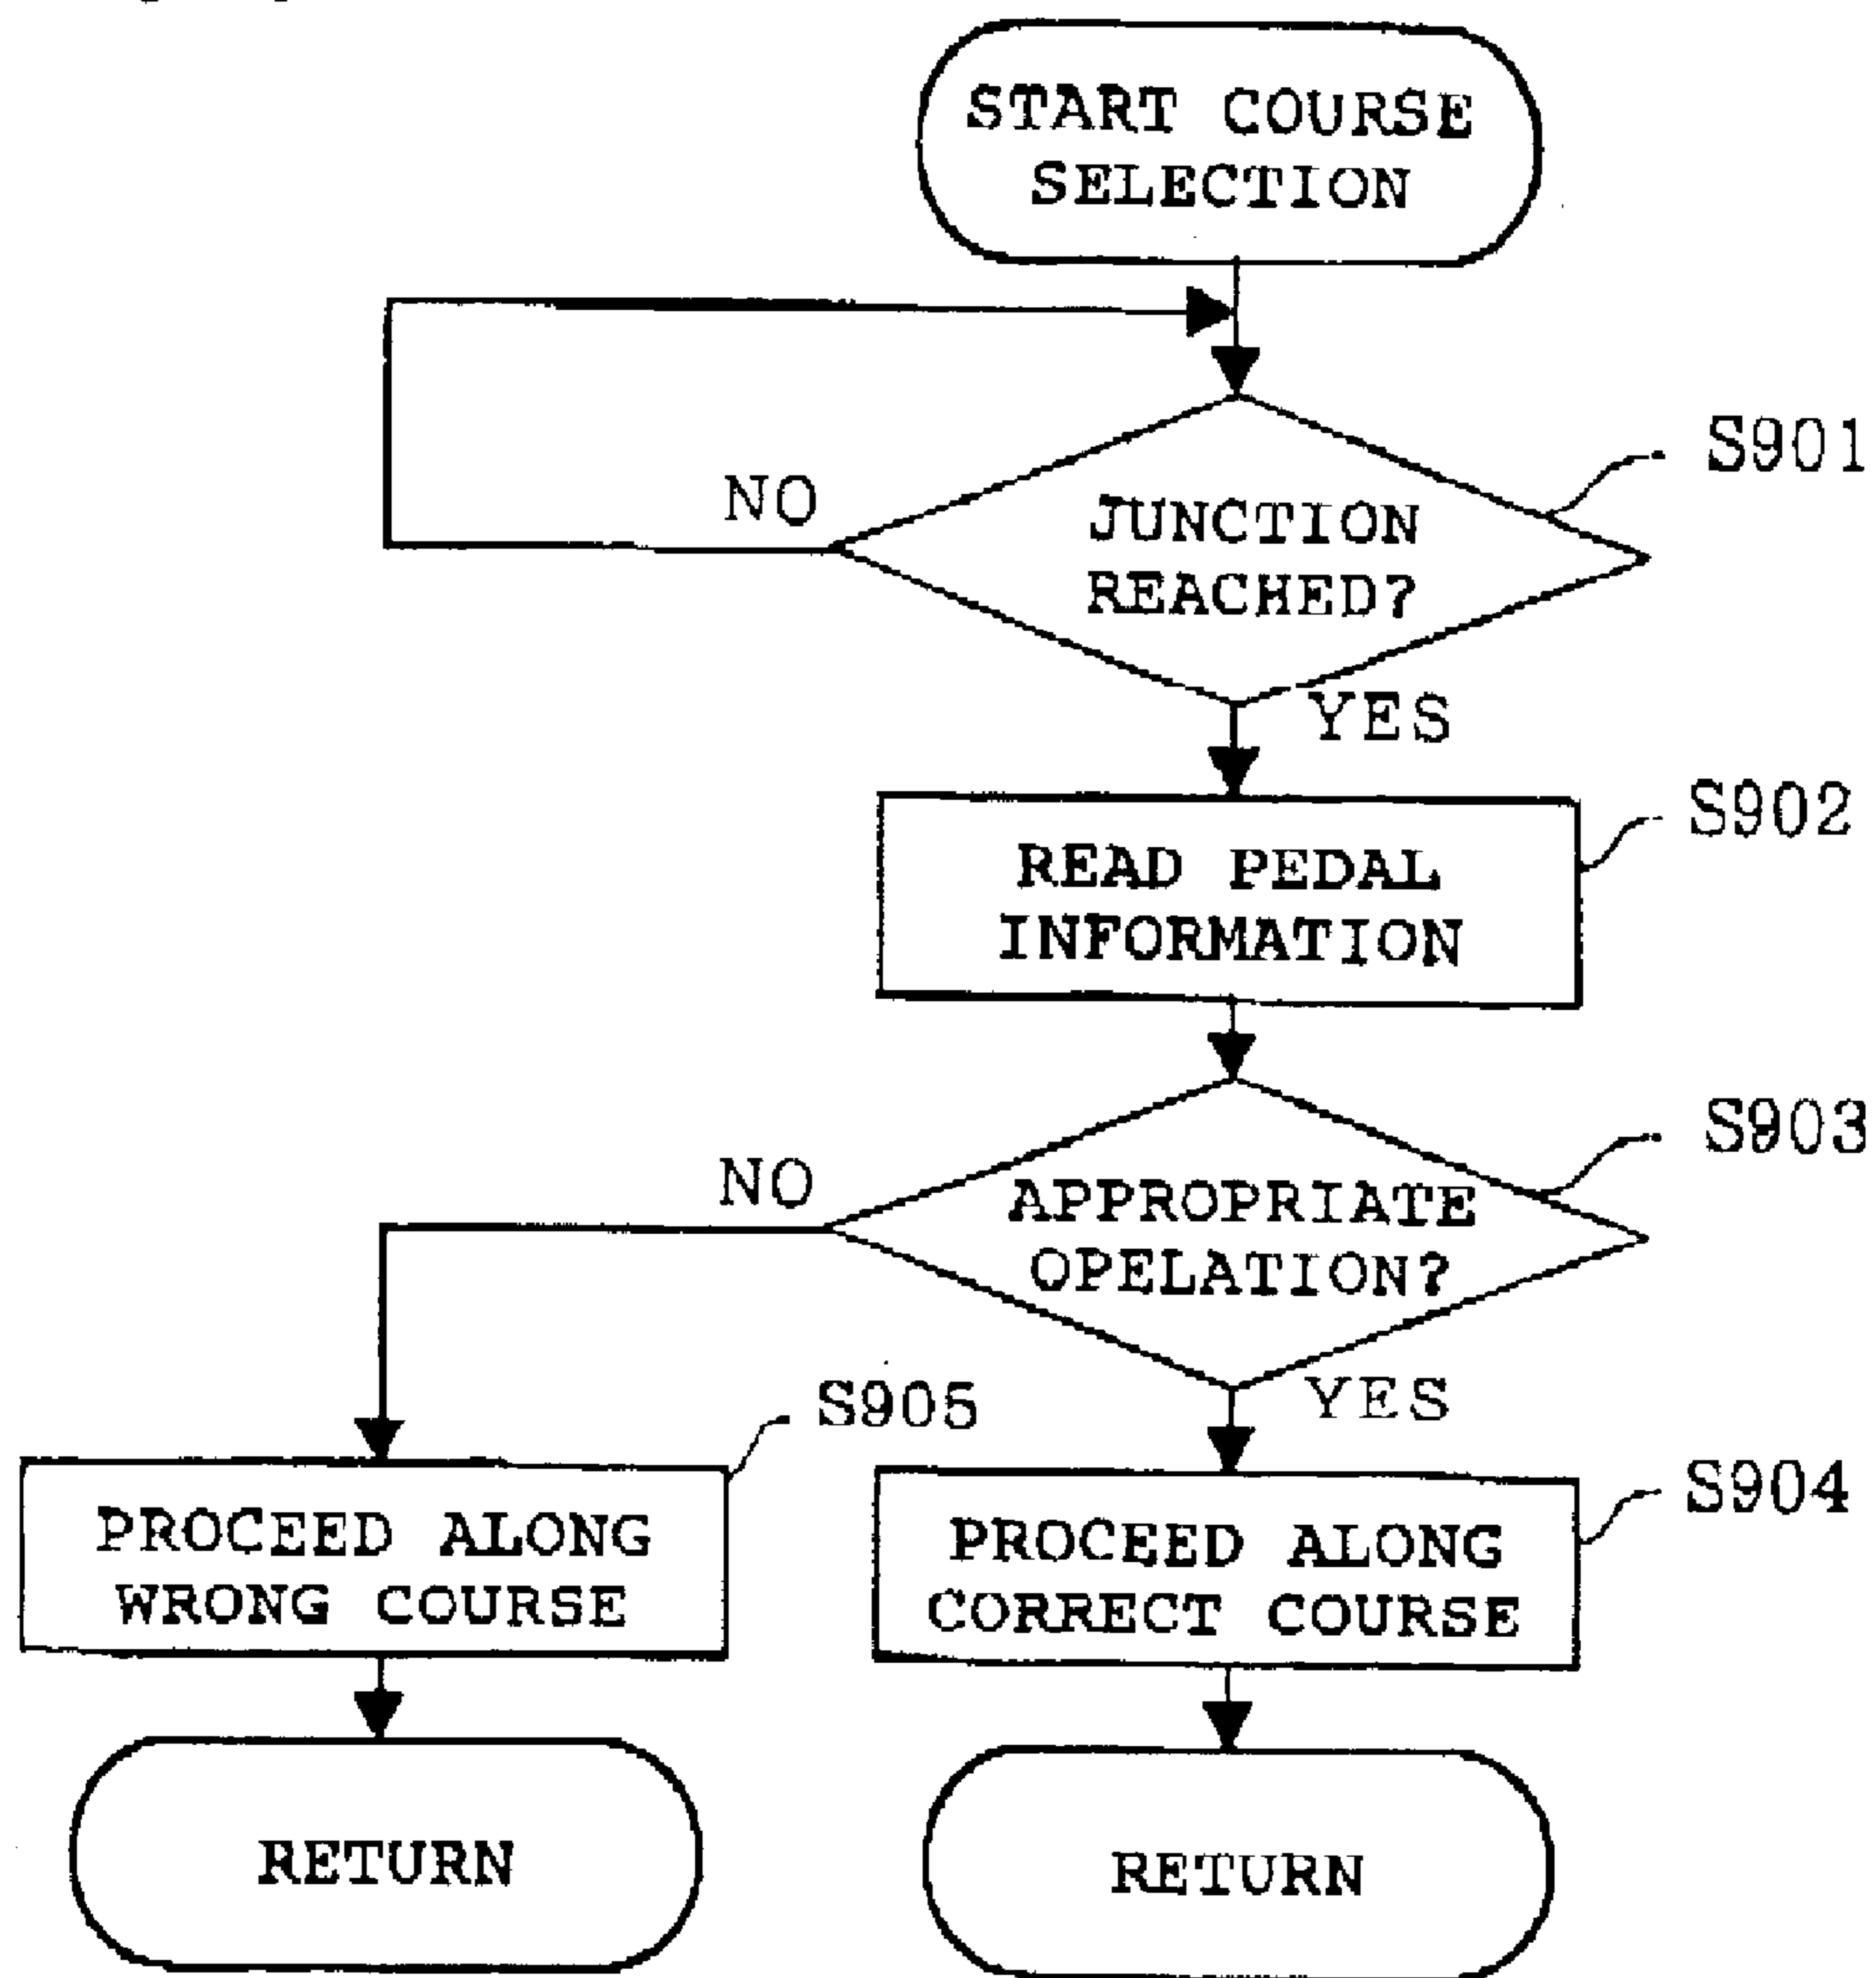 START COURSE
SELECTION
NO
JUNCTION
REACHED?
S901
YES
READ PEDAL
INFORMATION
S902
NO
APPROPRIATE
OPELATION?
S903
YES
S905
PROCEED ALONG
WRONG COURSE
PROCEED ALONG
CORRECT COURSE
S904
RETURN
RETURN